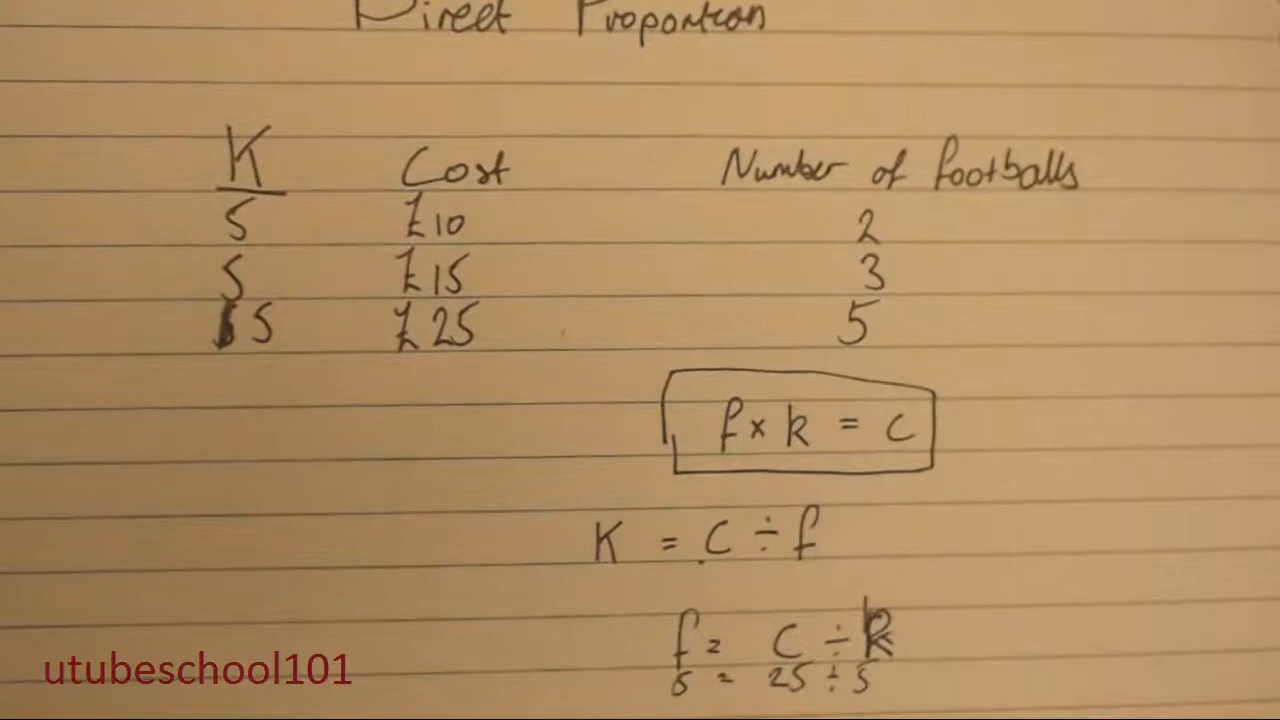 Direct Proportion
K Cost Number of footballs
5 £10 2
5 £15 3
5 £25 5
f × k = c
K = C ÷ f
f = C ÷ k
5 = 25 ÷ 5
utubeschool101